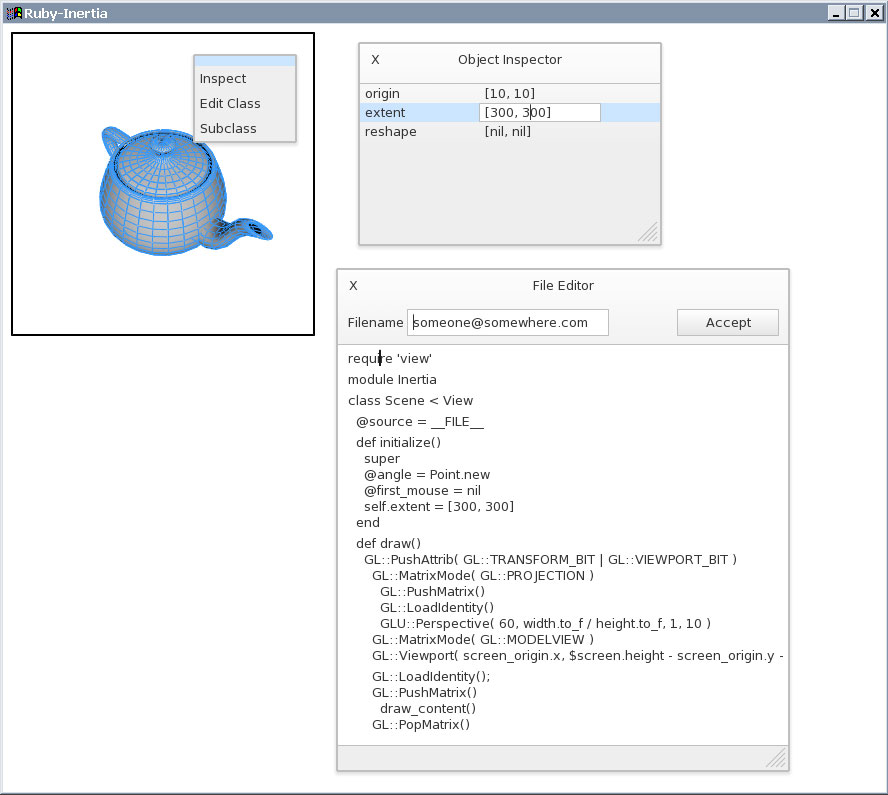 Ruby-Inertia
Inspect
Edit Class
Subclass
X Object Inspector
origin [10, 10]
extent [300, 300]
reshape [nil, nil]
X File Editor
Filename someone@somewhere.com Accept
require 'view'
module Inertia
class Scene < View
@source = __FILE__
def initialize()
super
@angle = Point.new
@first_mouse = nil
self.extent = [300, 300]
end
def draw()
GL::PushAttrib( GL::TRANSFORM_BIT | GL::VIEWPORT_BIT )
GL::MatrixMode( GL::PROJECTION )
GL::PushMatrix()
GL::LoadIdentity()
GLU::Perspective( 60, width.to_f / height.to_f, 1, 10 )
GL::MatrixMode( GL::MODELVIEW )
GL::Viewport( screen_origin.x, $screen.height - screen_origin.y -
GL::LoadIdentity();
GL::PushMatrix()
draw_content()
GL::PopMatrix()